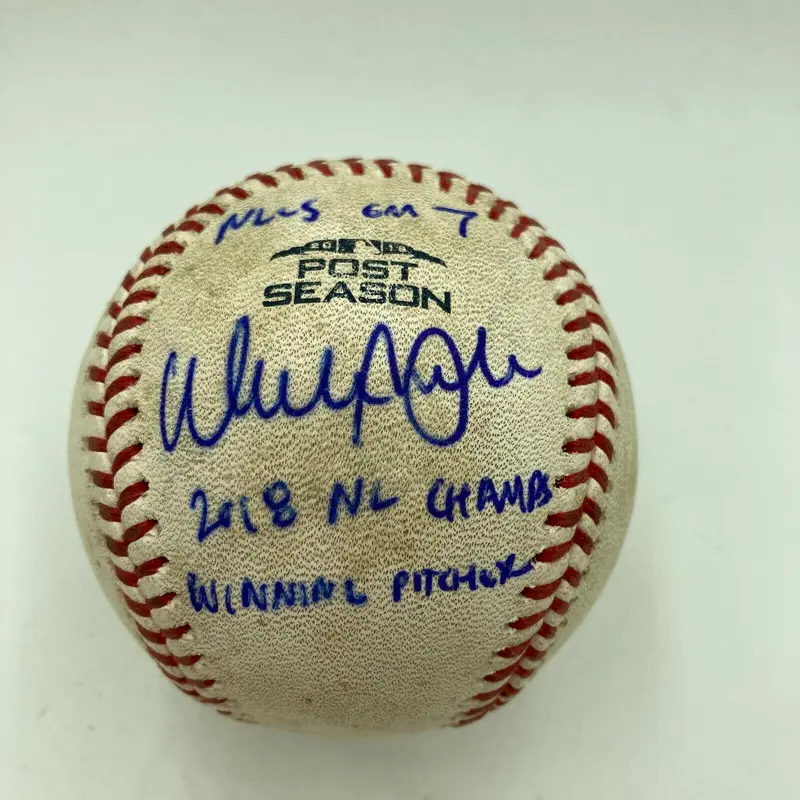 NLCS GM 7
POST
SEASON
2018 NL CHAMPS
WINNING PITCHER